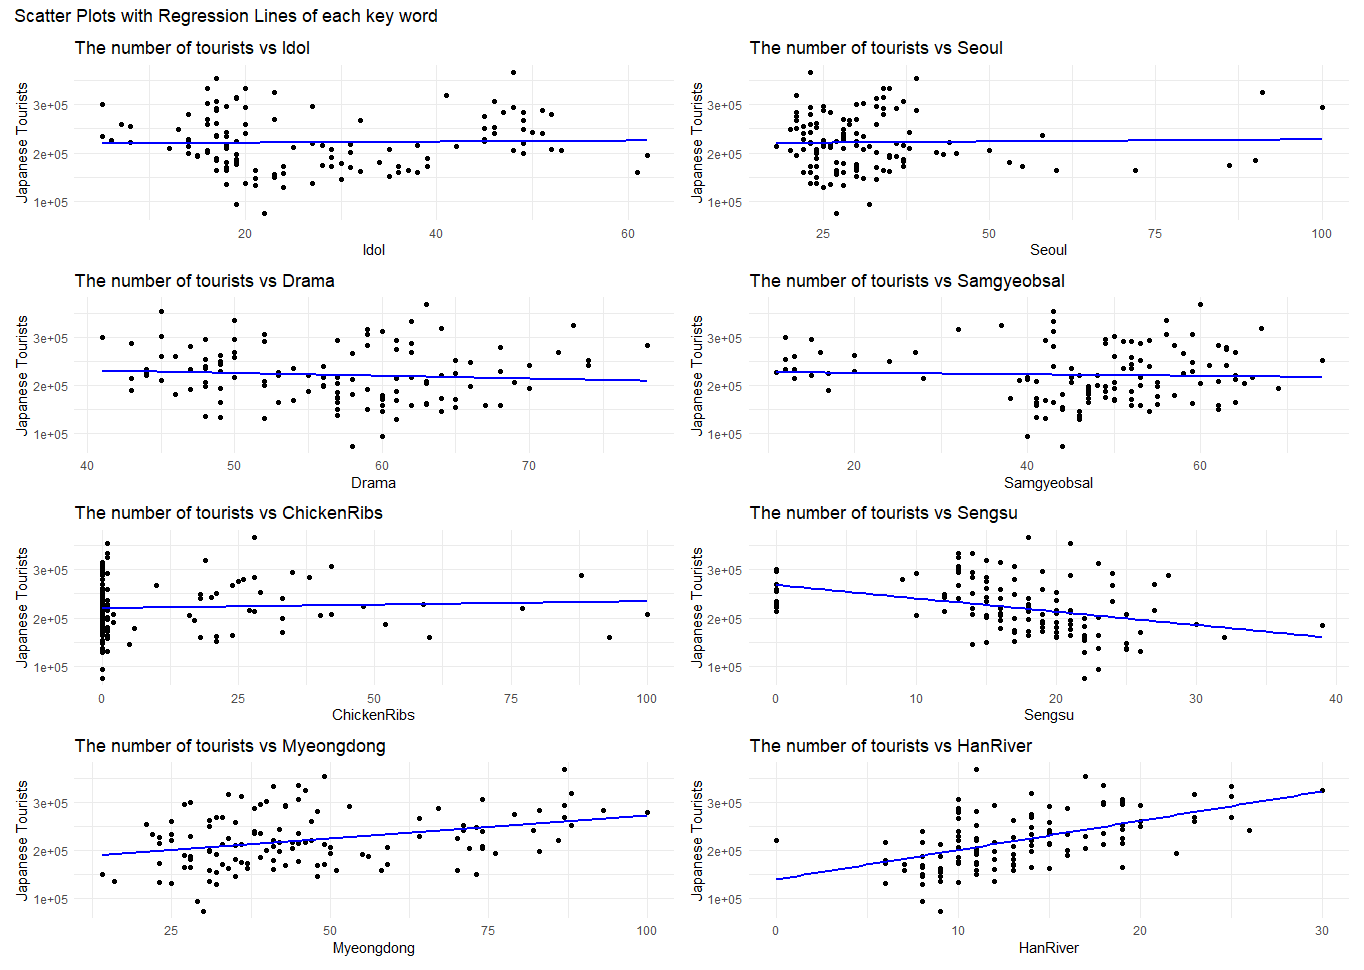 Scatter Plots with Regression Lines of each key word
The number of tourists vs Idol
Japanese Tourists
3e+05
2e+05
1e+05
20
40
60
Idol
The number of tourists vs Seoul
Japanese Tourists
3e+05
2e+05
1e+05
25
50
75
100
Seoul
The number of tourists vs Drama
Japanese Tourists
3e+05
2e+05
1e+05
40
50
60
70
Drama
The number of tourists vs Samgyeobsal
Japanese Tourists
3e+05
2e+05
1e+05
20
40
60
Samgyeobsal
The number of tourists vs ChickenRibs
Japanese Tourists
3e+05
2e+05
1e+05
0
25
50
75
100
ChickenRibs
The number of tourists vs Sengsu
Japanese Tourists
3e+05
2e+05
1e+05
0
10
20
30
40
Sengsu
The number of tourists vs Myeongdong
Japanese Tourists
3e+05
2e+05
1e+05
25
50
75
100
Myeongdong
The number of tourists vs HanRiver
Japanese Tourists
3e+05
2e+05
1e+05
0
10
20
30
HanRiver